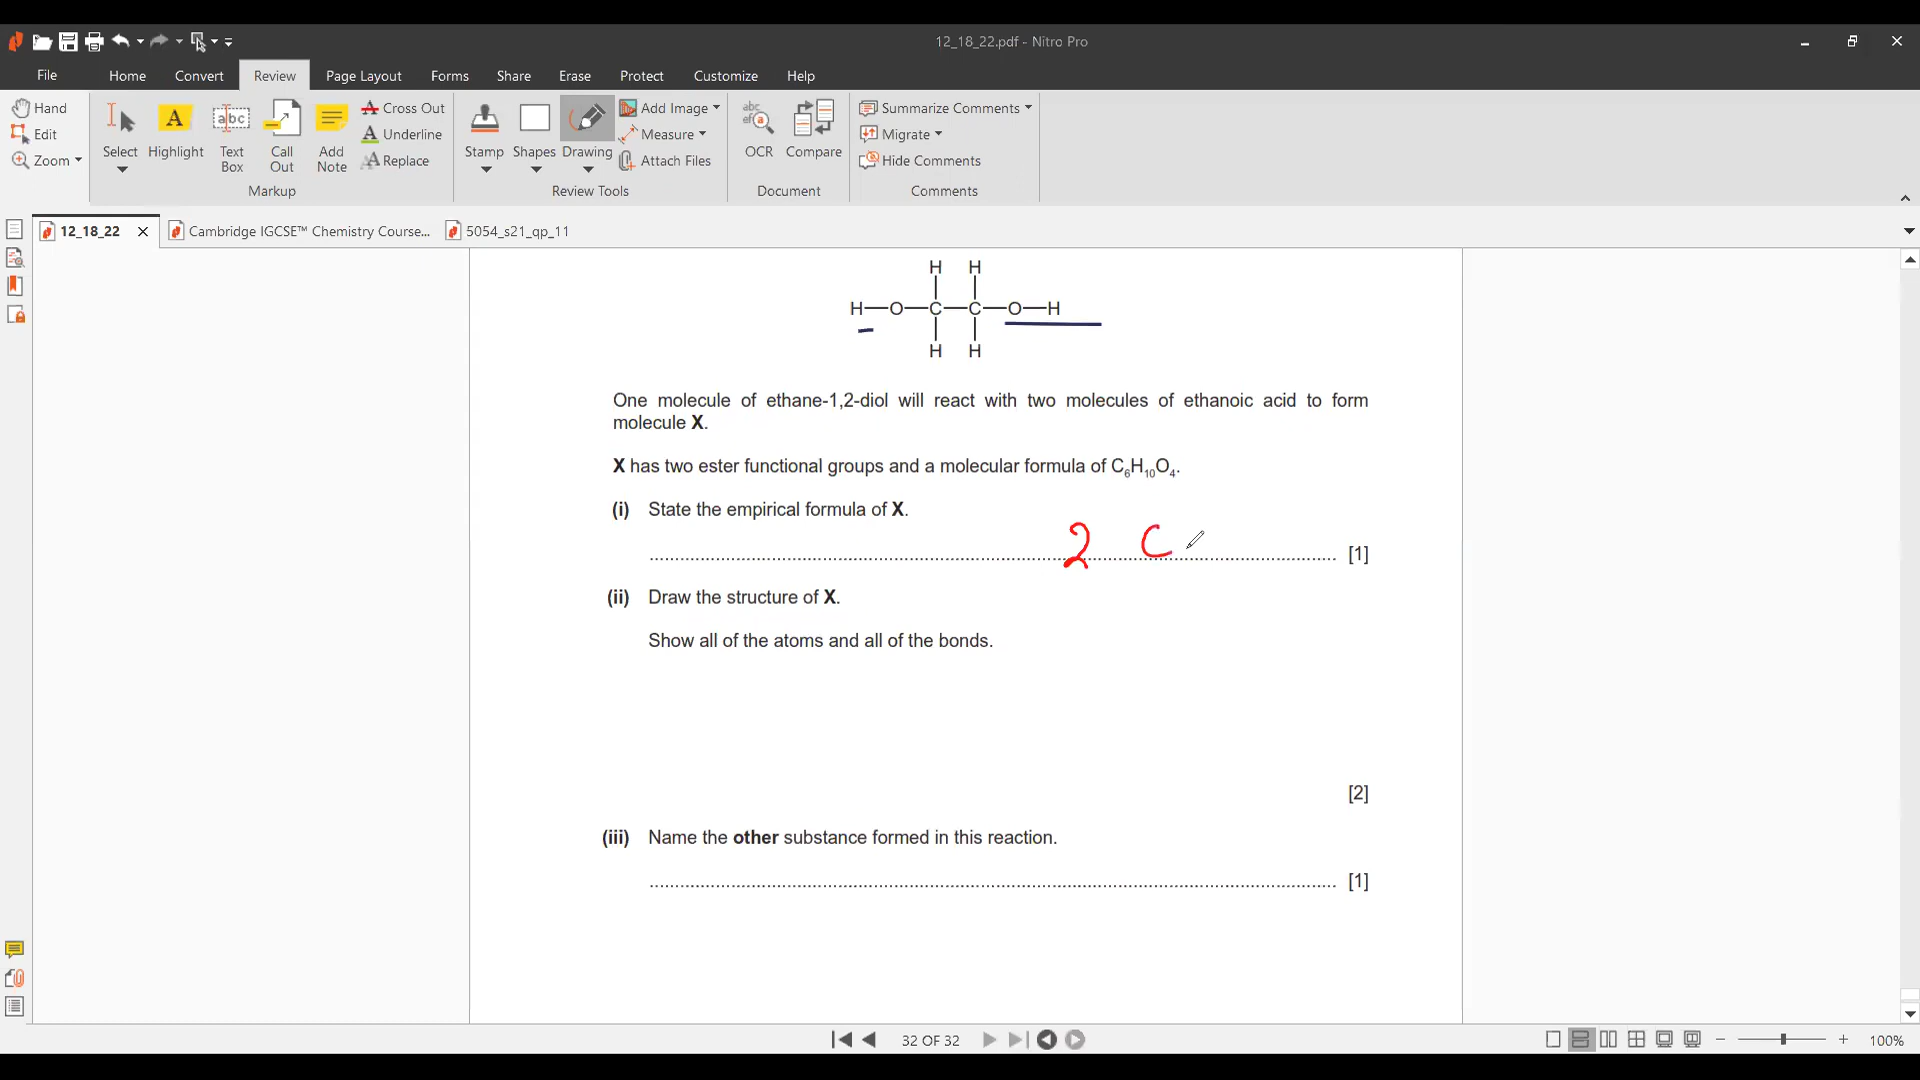 12_18_22.pdf - Nitro Pro
File Home Convert Review Page Layout Forms Share Erase Protect Customize Help
Hand
Edit
Zoom
Select
Highlight
Text Box
Call Out
Add Note
Cross Out
Underline
Replace
Markup
Stamp
Shapes
Drawing
Add Image
Measure
Attach Files
Review Tools
OCR
Compare
Document
Summarize Comments
Migrate
Hide Comments
Comments
12_18_22 Cambridge IGCSE™ Chemistry Course... 5054_s21_qp_11
H H
H—O—C—C—O—H
H H
One molecule of ethane-1,2-diol will react with two molecules of ethanoic acid to form
molecule X.
X has two ester functional groups and a molecular formula of C₆H₁₀O₄.
(i) State the empirical formula of X.
2 C [1]
(ii) Draw the structure of X.
Show all of the atoms and all of the bonds.
[2]
(iii) Name the other substance formed in this reaction.
[1]
32 OF 32
100%